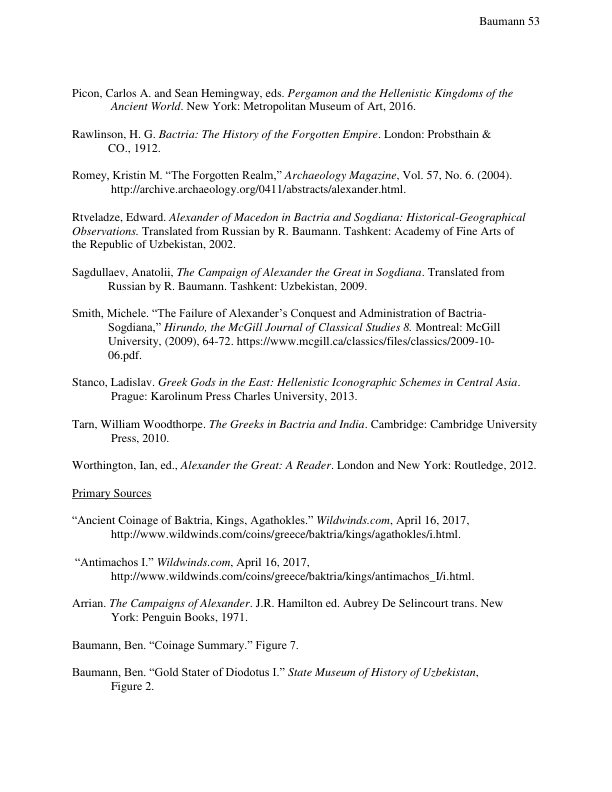 Baumann 53
Picon, Carlos A. and Sean Hemingway, eds. Pergamon and the Hellenistic Kingdoms of the
Ancient World. New York: Metropolitan Museum of Art, 2016.
Rawlinson, H. G. Bactria: The History of the Forgotten Empire. London: Probsthain &
CO., 1912.
Romey, Kristin M. “The Forgotten Realm,” Archaeology Magazine, Vol. 57, No. 6. (2004).
http://archive.archaeology.org/0411/abstracts/alexander.html.
Rtveladze, Edward. Alexander of Macedon in Bactria and Sogdiana: Historical-Geographical
Observations. Translated from Russian by R. Baumann. Tashkent: Academy of Fine Arts of
the Republic of Uzbekistan, 2002.
Sagdullaev, Anatolii, The Campaign of Alexander the Great in Sogdiana. Translated from
Russian by R. Baumann. Tashkent: Uzbekistan, 2009.
Smith, Michele. “The Failure of Alexander’s Conquest and Administration of Bactria-
Sogdiana,” Hirundo, the McGill Journal of Classical Studies 8. Montreal: McGill
University, (2009), 64-72. https://www.mcgill.ca/classics/files/classics/2009-10-
06.pdf.
Stanco, Ladislav. Greek Gods in the East: Hellenistic Iconographic Schemes in Central Asia.
Prague: Karolinum Press Charles University, 2013.
Tarn, William Woodthorpe. The Greeks in Bactria and India. Cambridge: Cambridge University
Press, 2010.
Worthington, Ian, ed., Alexander the Great: A Reader. London and New York: Routledge, 2012.
Primary Sources
“Ancient Coinage of Baktria, Kings, Agathokles.” Wildwinds.com, April 16, 2017,
http://www.wildwinds.com/coins/greece/baktria/kings/agathokles/i.html.
“Antimachos I.” Wildwinds.com, April 16, 2017,
http://www.wildwinds.com/coins/greece/baktria/kings/antimachos_I/i.html.
Arrian. The Campaigns of Alexander. J.R. Hamilton ed. Aubrey De Selincourt trans. New
York: Penguin Books, 1971.
Baumann, Ben. “Coinage Summary.” Figure 7.
Baumann, Ben. “Gold Stater of Diodotus I.” State Museum of History of Uzbekistan,
Figure 2.